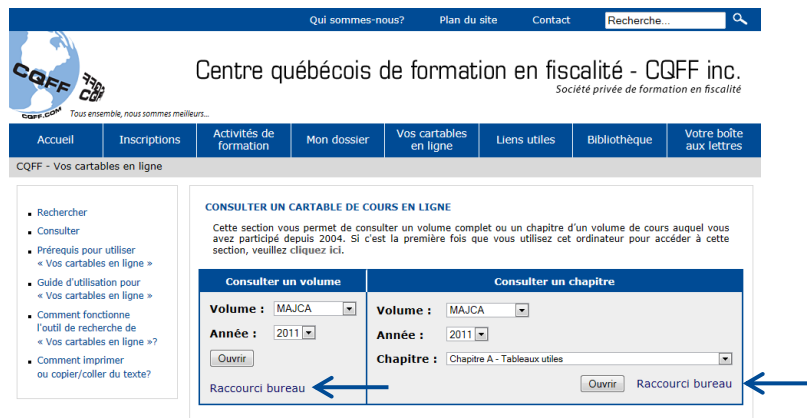 Qui sommes-nous? Plan du site Contact Recherche...
CQFF
CQFF
CQFF.COM
Tous ensemble, nous sommes meilleurs...
Centre québécois de formation en fiscalité - CQFF inc.
Société privée de formation en fiscalité
Accueil Inscriptions Activités de formation Mon dossier Vos cartables en ligne Liens utiles Bibliothèque Votre boîte aux lettres
CQFF - Vos cartables en ligne
Rechercher
Consulter
Prérequis pour utiliser
« Vos cartables en ligne »
Guide d'utilisation pour
« Vos cartables en ligne »
Comment fonctionne
l'outil de recherche de
« Vos cartables en ligne »?
Comment imprimer
ou copier/coller du texte?
CONSULTER UN CARTABLE DE COURS EN LIGNE
Cette section vous permet de consulter un volume complet ou un chapitre d'un volume de cours auquel vous
avez participé depuis 2004. Si c'est la première fois que vous utilisez cet ordinateur pour accéder à cette
section, veuillez cliquez ici.
Consulter un volume
Volume : MAJCA
Année : 2011
Ouvrir
Raccourci bureau
Consulter un chapitre
Volume : MAJCA
Année : 2011
Chapitre : Chapitre A - Tableaux utiles
Ouvrir Raccourci bureau